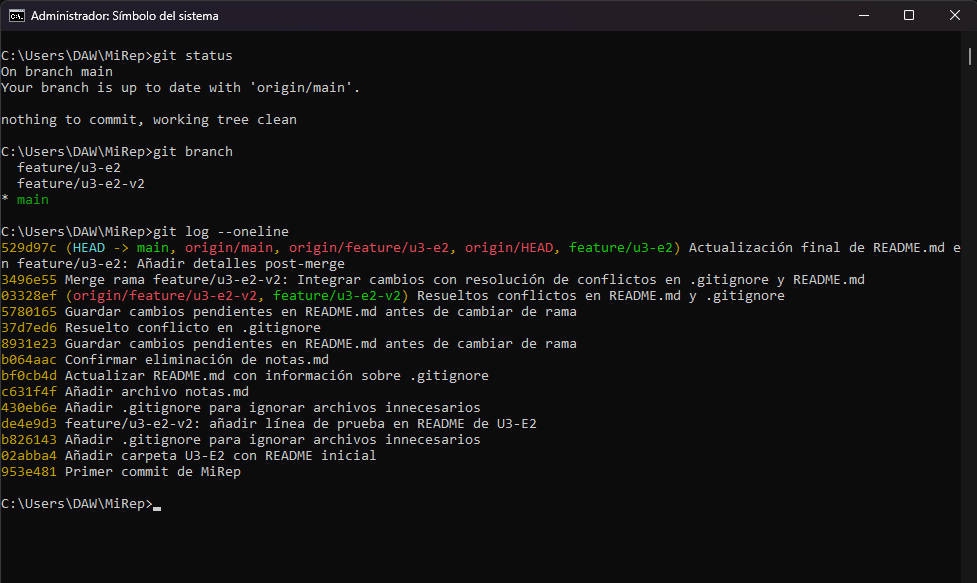 Administrador: Símbolo del sistema
C:\Users\DAW\MiRep>git status
On branch main
Your branch is up to date with 'origin/main'.
nothing to commit, working tree clean
C:\Users\DAW\MiRep>git branch
  feature/u3-e2
  feature/u3-e2-v2
* main
C:\Users\DAW\MiRep>git log --oneline
529d97c (HEAD -> main, origin/main, origin/feature/u3-e2, origin/HEAD, feature/u3-e2) Actualización final de README.md e
n feature/u3-e2: Añadir detalles post-merge
3496e55 Merge rama feature/u3-e2-v2: Integrar cambios con resolución de conflictos en .gitignore y README.md
03328ef (origin/feature/u3-e2-v2, feature/u3-e2-v2) Resueltos conflictos en README.md y .gitignore
5780165 Guardar cambios pendientes en README.md antes de cambiar de rama
37d7ed6 Resuelto conflicto en .gitignore
8931e23 Guardar cambios pendientes en README.md antes de cambiar de rama
b064aac Confirmar eliminación de notas.md
bf0cb4d Actualizar README.md con información sobre .gitignore
c631f4f Añadir archivo notas.md
430eb6e Añadir .gitignore para ignorar archivos innecesarios
de4e9d3 feature/u3-e2-v2: añadir línea de prueba en README de U3-E2
b826143 Añadir .gitignore para ignorar archivos innecesarios
02abba4 Añadir carpeta U3-E2 con README inicial
953e481 Primer commit de MiRep
C:\Users\DAW\MiRep>